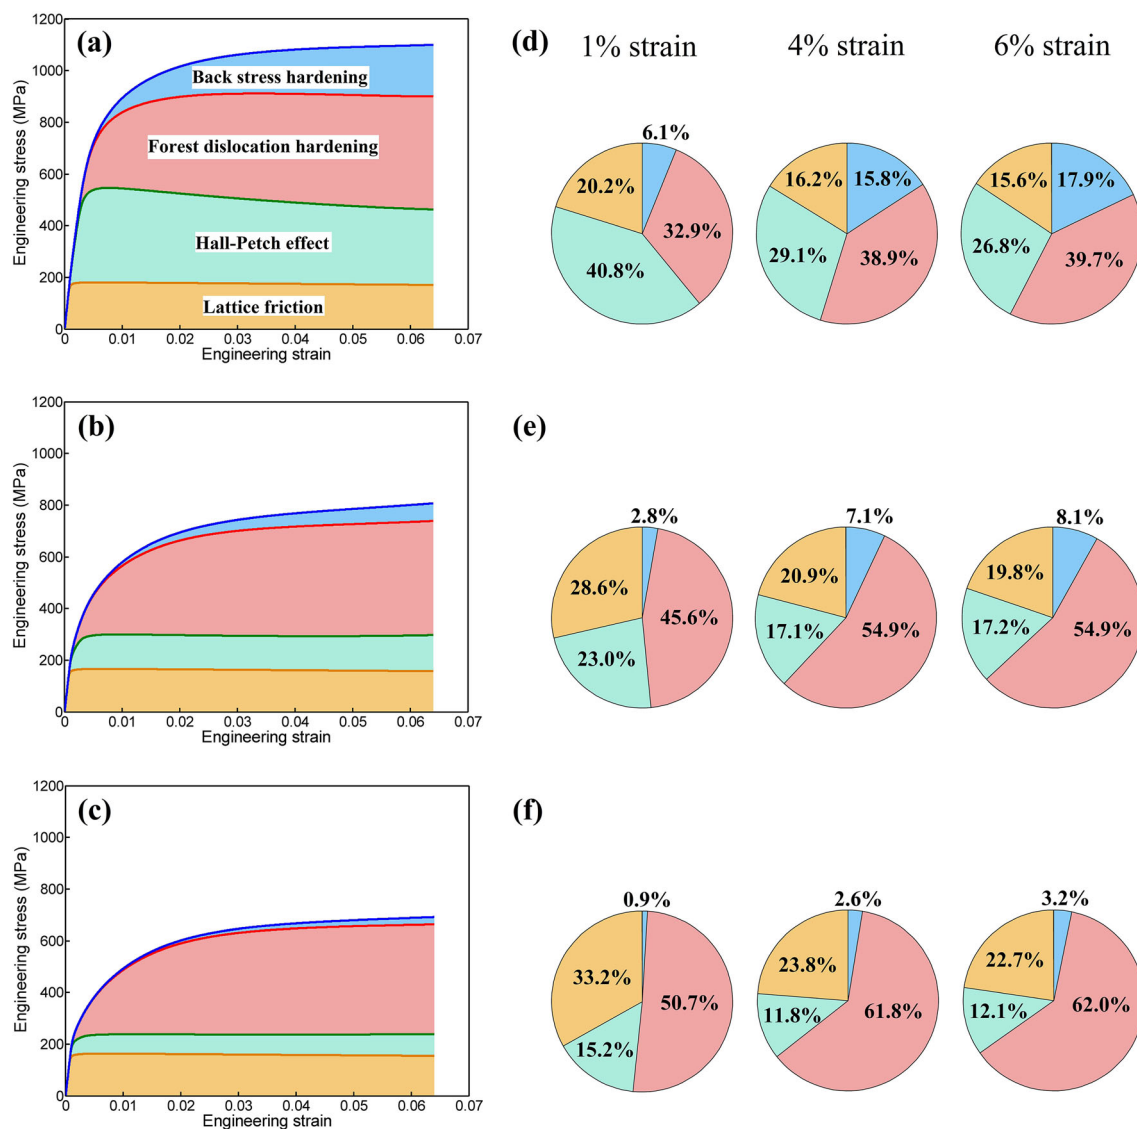 (a)
1200
1000
800
600
400
200
0
Engineering stress (MPa)
Back stress hardening
Forest dislocation hardening
Hall-Petch effect
Lattice friction
0 0.01 0.02 0.03 0.04 0.05 0.06 0.07
Engineering strain
(d)
1% strain 4% strain 6% strain
6.1%
20.2%
32.9%
40.8%
16.2% 15.8%
29.1% 38.9%
15.6% 17.9%
26.8% 39.7%
(b)
1200
1000
800
600
400
200
0
Engineering stress (MPa)
0 0.01 0.02 0.03 0.04 0.05 0.06 0.07
Engineering strain
(e)
2.8%
28.6%
45.6%
23.0%
7.1%
20.9%
17.1% 54.9%
8.1%
19.8%
17.2% 54.9%
(c)
1200
1000
800
600
400
200
0
Engineering stress (MPa)
0 0.01 0.02 0.03 0.04 0.05 0.06 0.07
Engineering strain
(f)
0.9%
33.2%
50.7%
15.2%
2.6%
23.8%
11.8% 61.8%
3.2%
22.7%
12.1% 62.0%